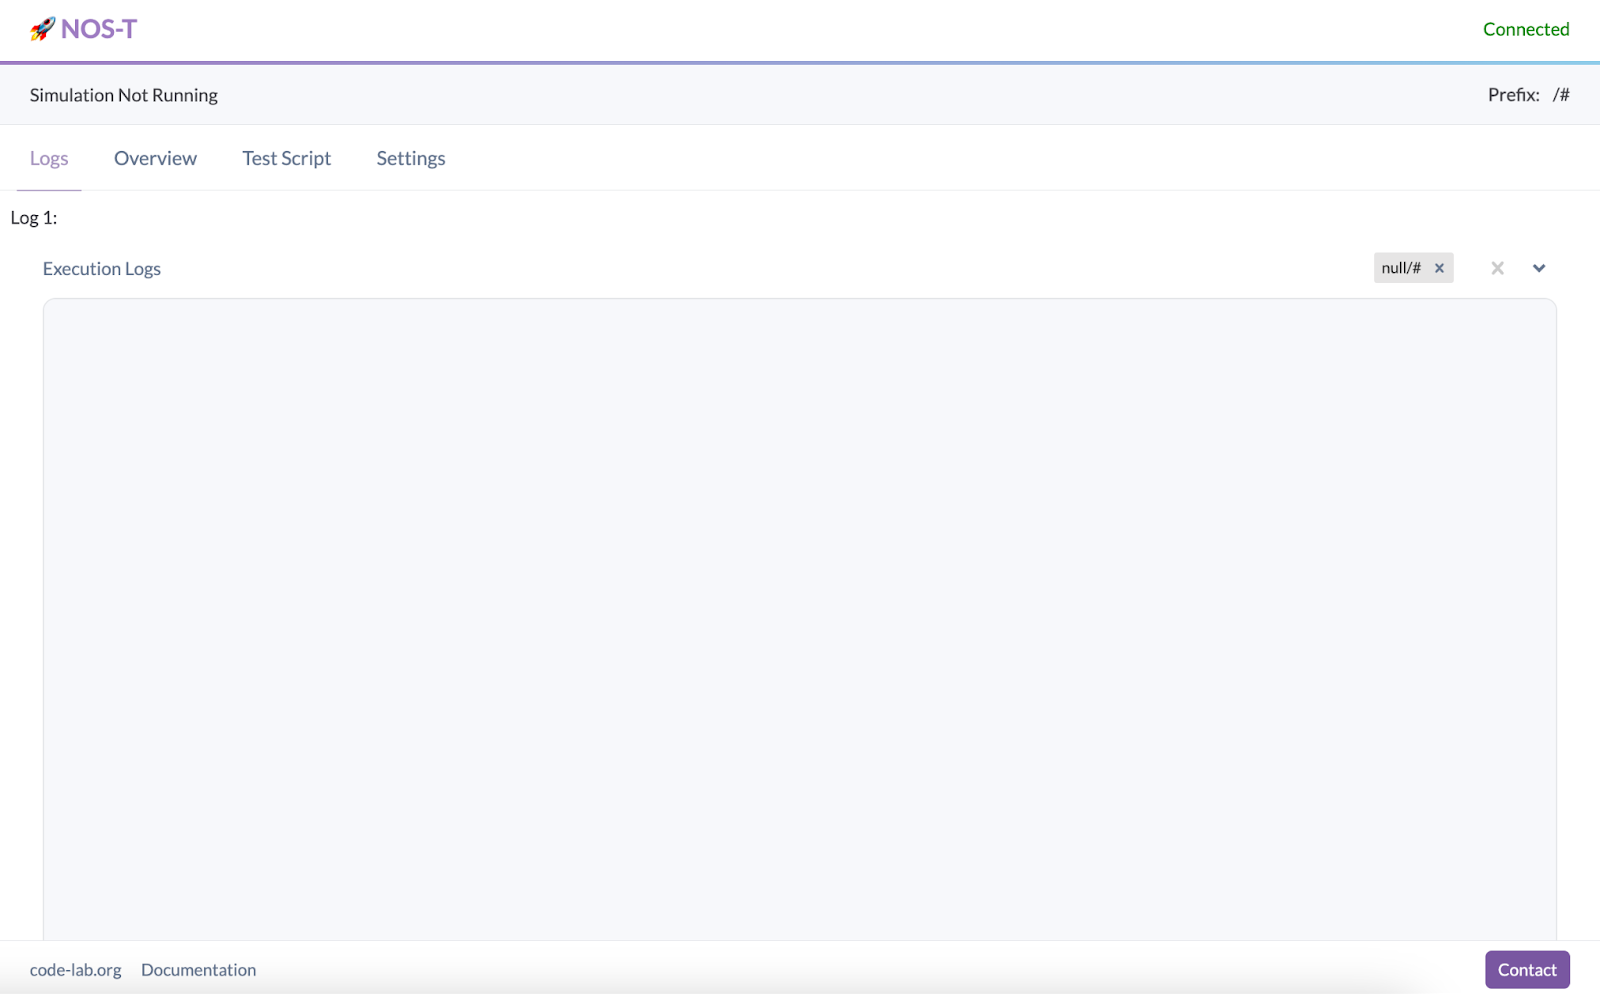 🚀 NOS-T
Connected
Simulation Not Running
Prefix: /#
Logs Overview Test Script Settings
Log 1:
Execution Logs
null/#
code-lab.org Documentation
Contact